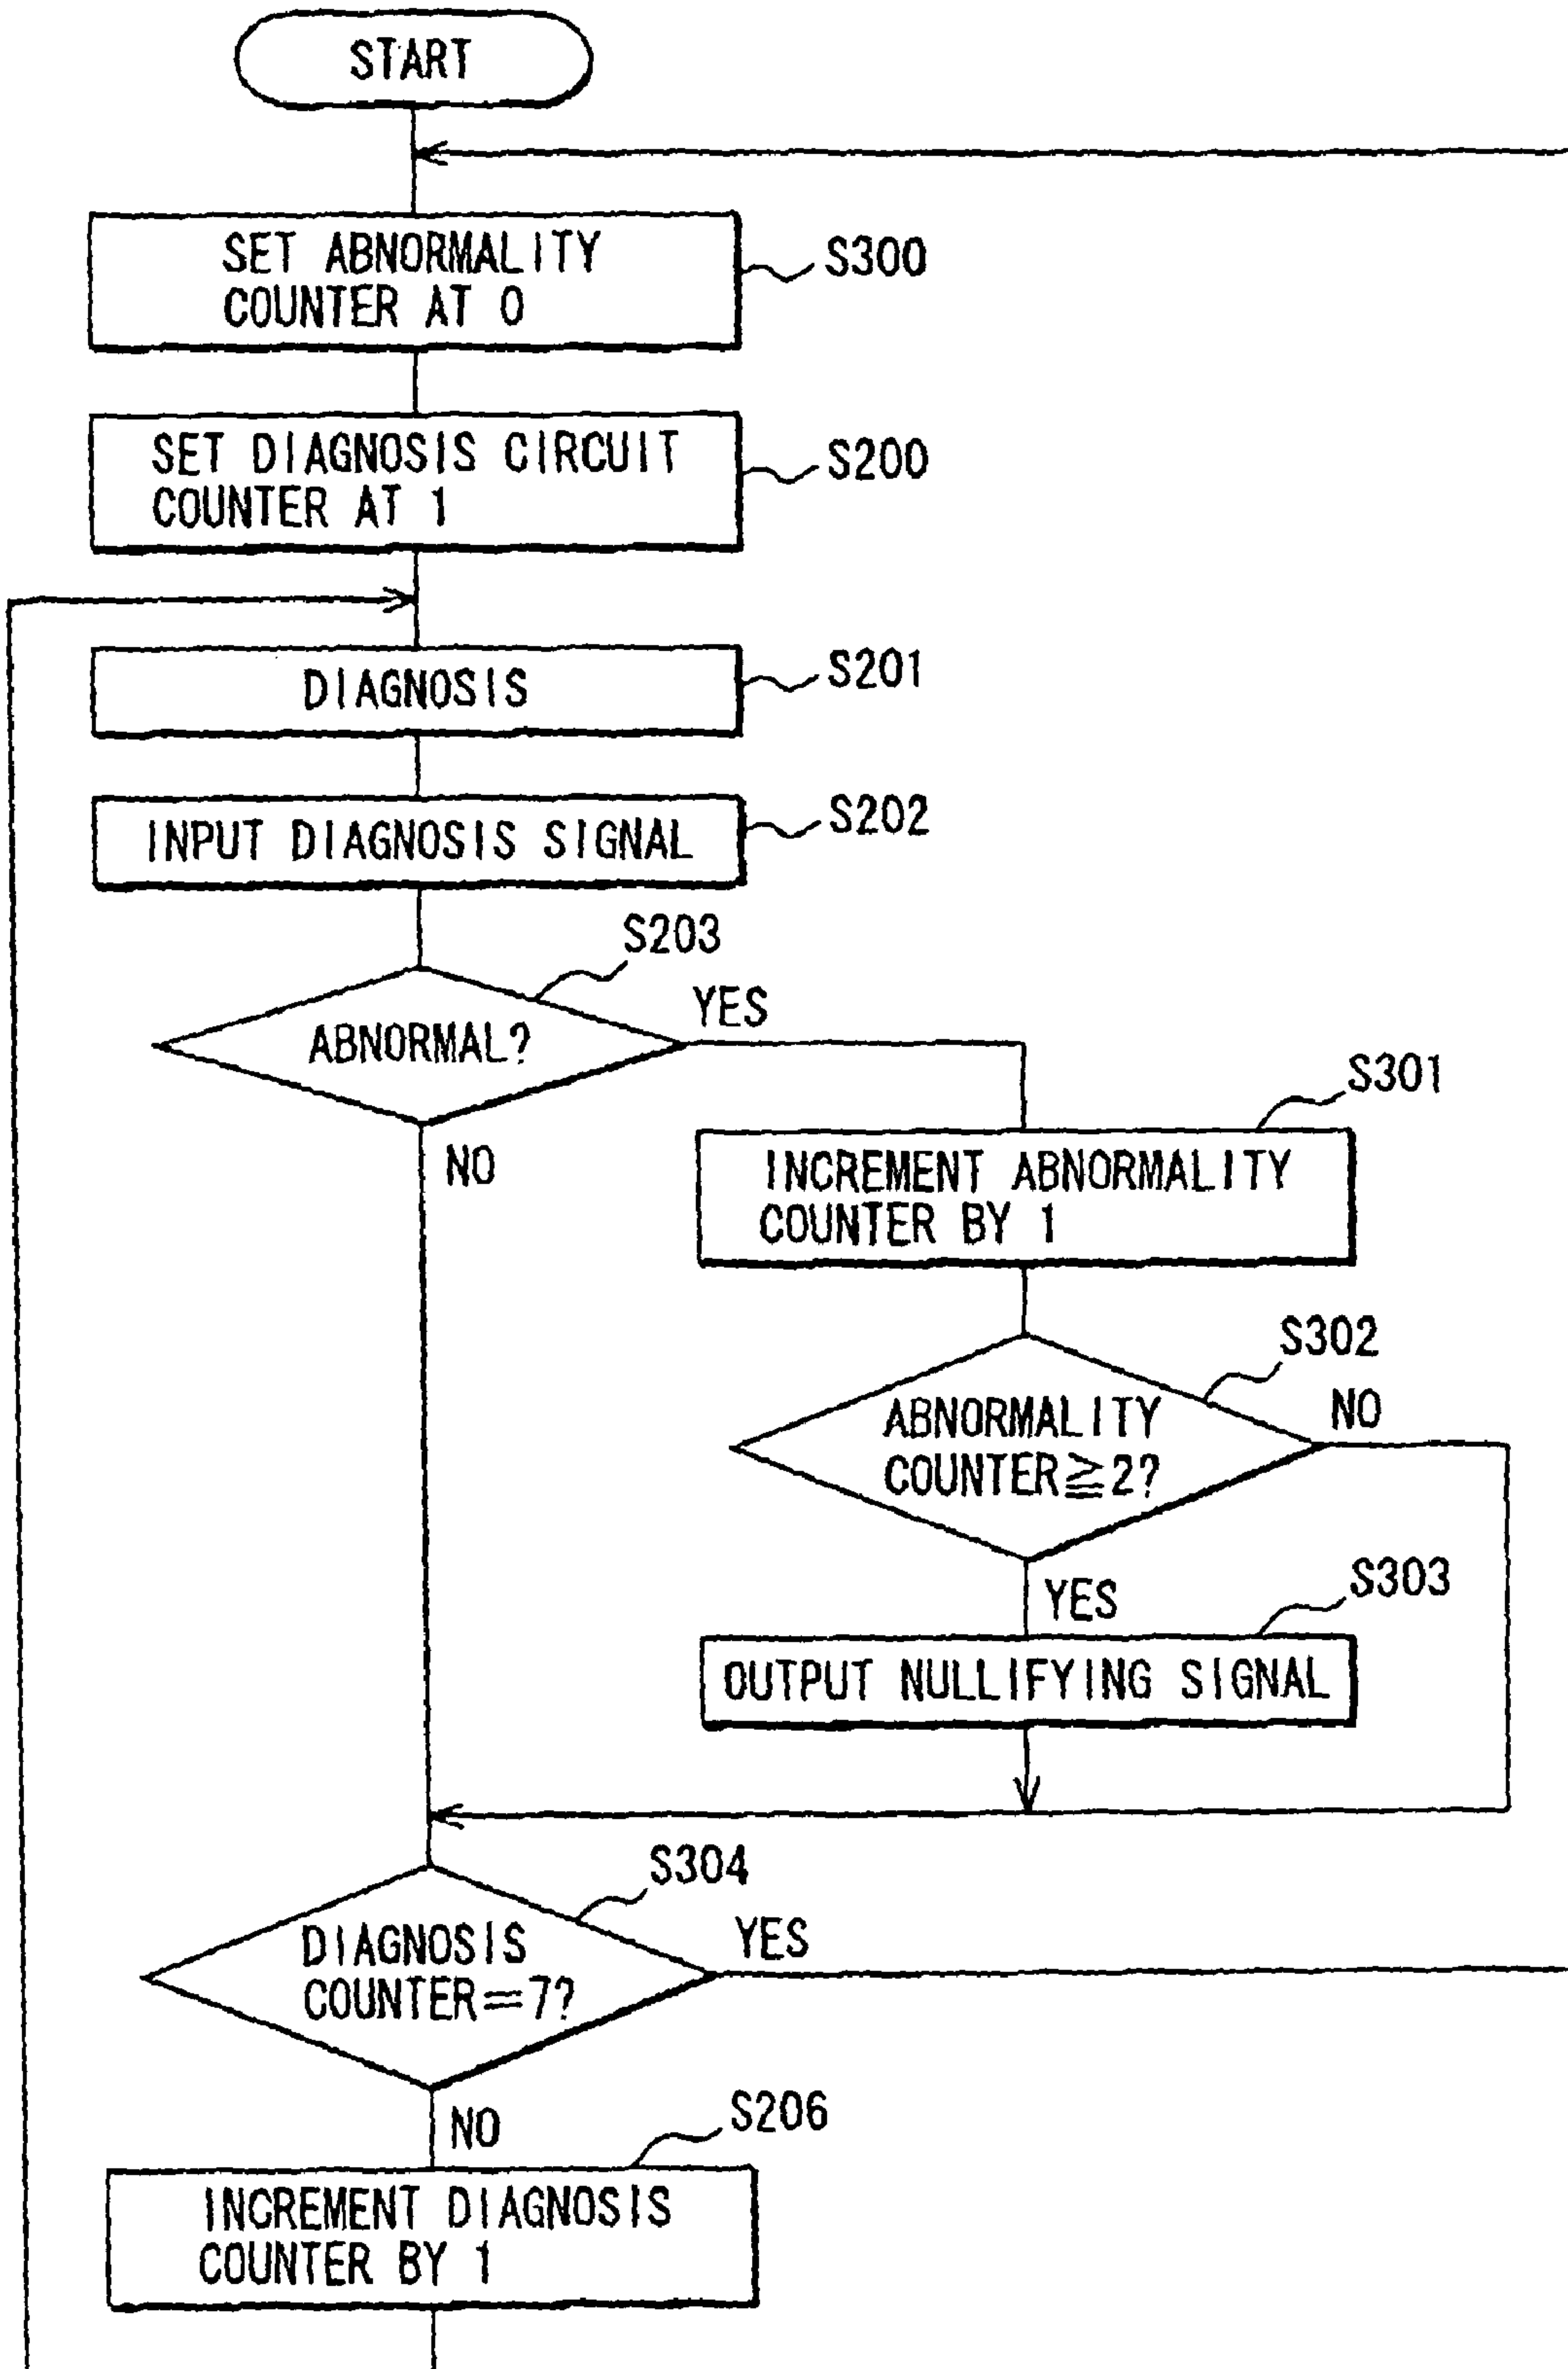 START
SET ABNORMALITY
COUNTER AT 0
S300
SET DIAGNOSIS CIRCUIT
COUNTER AT 1
S200
DIAGNOSIS
S201
INPUT DIAGNOSIS SIGNAL
S202
S203
ABNORMAL?
YES
NO
S301
INCREMENT ABNORMALITY
COUNTER BY 1
S302
ABNORMALITY
COUNTER≧2?
NO
YES
S303
OUTPUT NULLIFYING SIGNAL
S304
DIAGNOSIS
COUNTER=7?
YES
NO
S206
INCREMENT DIAGNOSIS
COUNTER BY 1